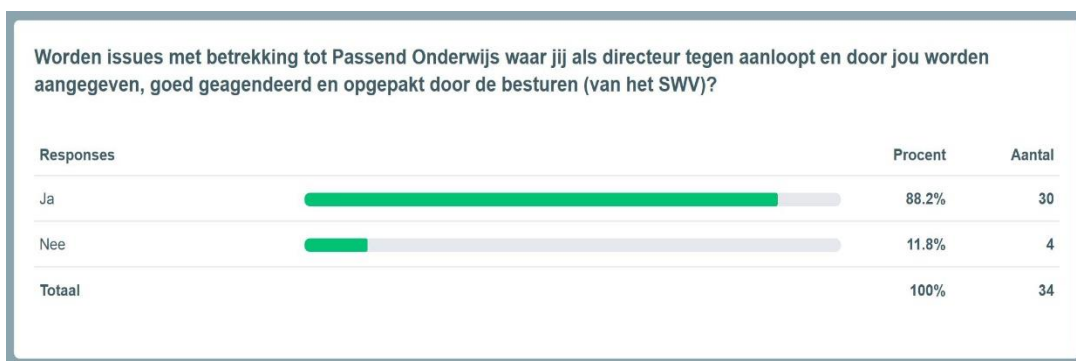 Worden issues met betrekking tot Passend Onderwijs waar jij als directeur tegen aanloopt en door jou worden
aangegeven, goed geagendeerd en opgepakt door de besturen (van het SWV)?
Responses Procent Aantal
Ja 88.2% 30
Nee 11.8% 4
Totaal 100% 34